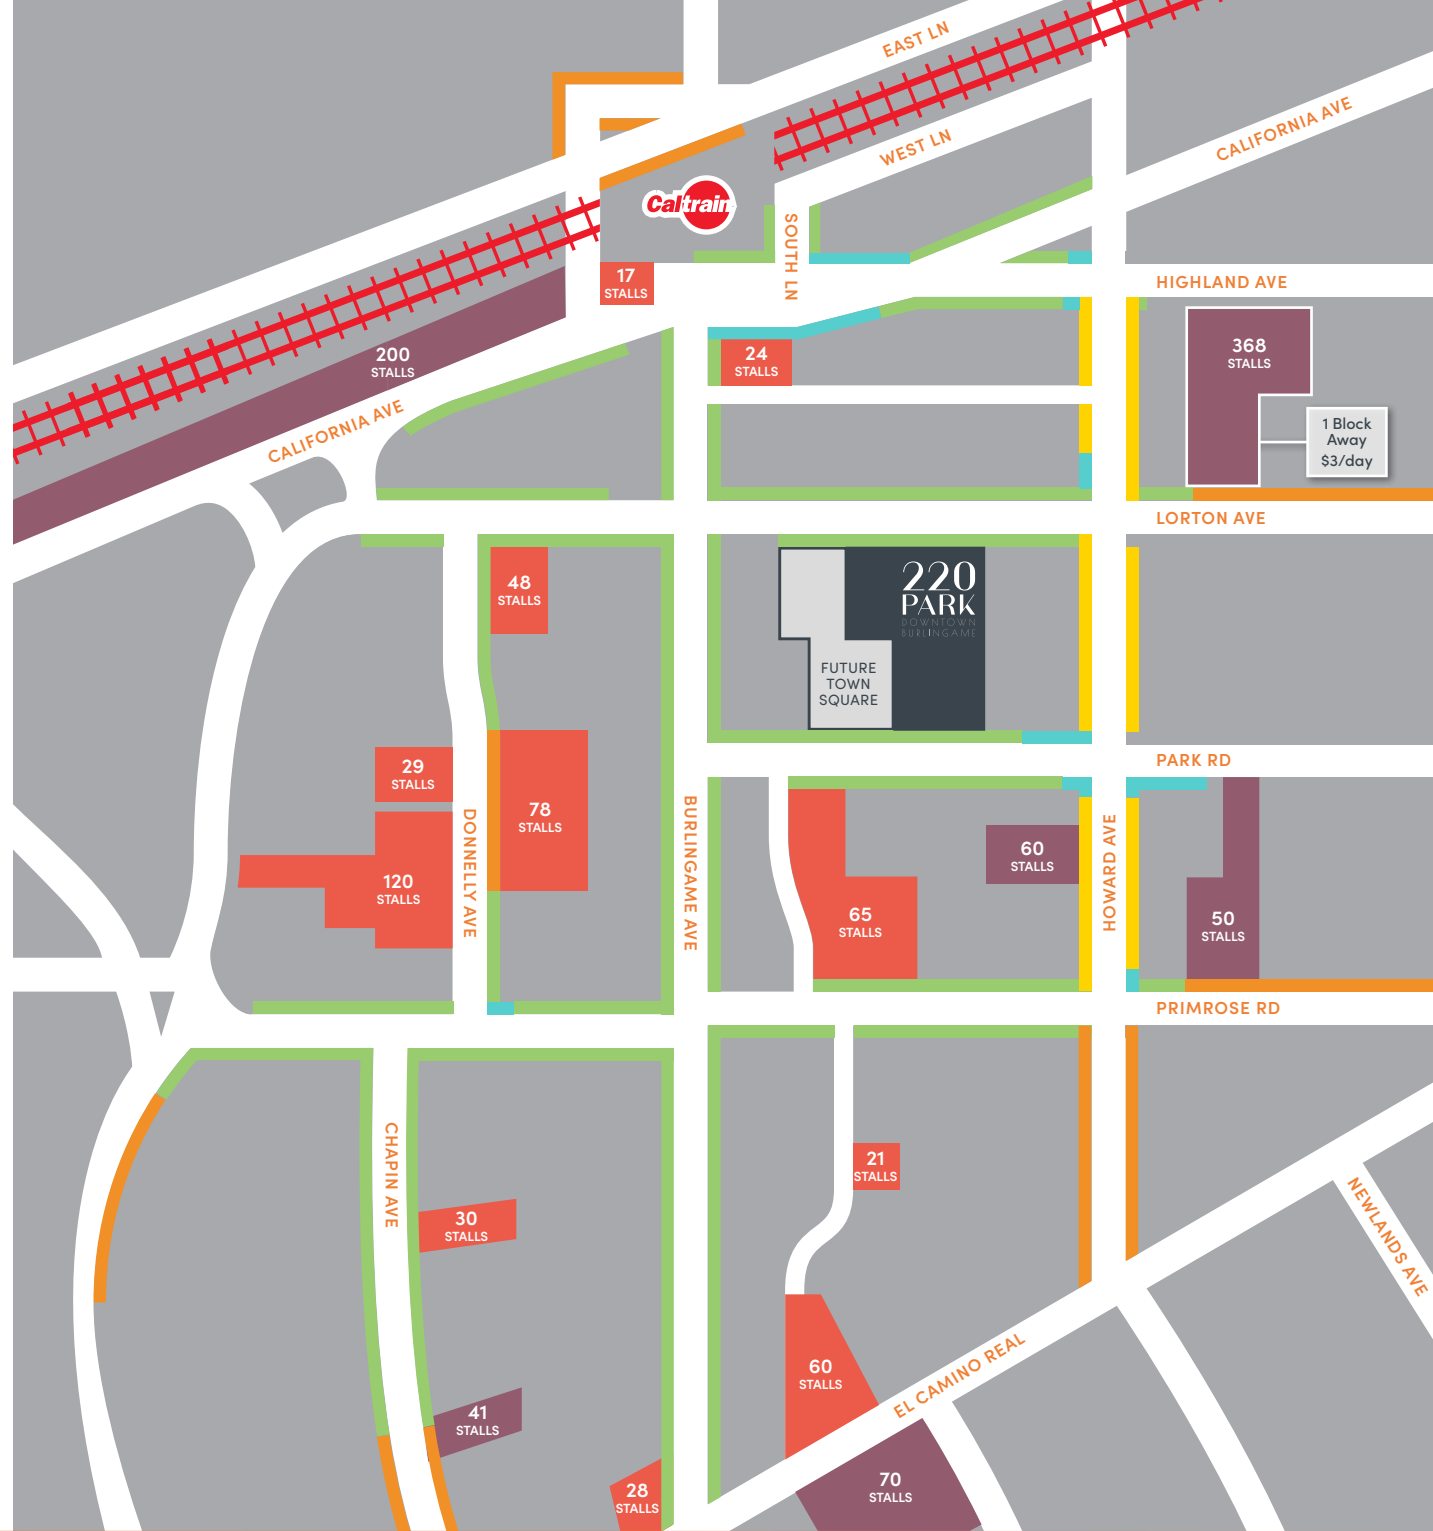 EAST LN
CALIFORNIA AVE
WEST LN
Caltrain
SOUTH LN
17
STALLS
HIGHLAND AVE
200
STALLS
24
STALLS
368
STALLS
CALIFORNIA AVE
1 Block
Away
$3/day
LORTON AVE
48
STALLS
220
PARK
DOWNTOWN
BURLINGAME
FUTURE
TOWN
SQUARE
29
STALLS
PARK RD
78
STALLS
DONNELLY AVE
BURLINGAME AVE
HOWARD AVE
60
STALLS
120
STALLS
65
STALLS
50
STALLS
PRIMROSE RD
CHAPIN AVE
21
STALLS
30
STALLS
NEWLANDS AVE
60
STALLS
EL CAMINO REAL
41
STALLS
28
STALLS
70
STALLS